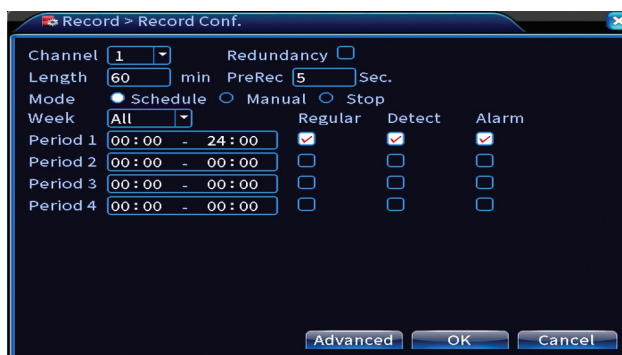 Record > Record Conf.
Channel 1 Redundancy
Length 60 min PreRec 5 Sec.
Mode Schedule Manual Stop
Week All Regular Detect Alarm
Period 1 00:00 - 24:00
Period 2 00:00 - 00:00
Period 3 00:00 - 00:00
Period 4 00:00 - 00:00
Advanced OK Cancel